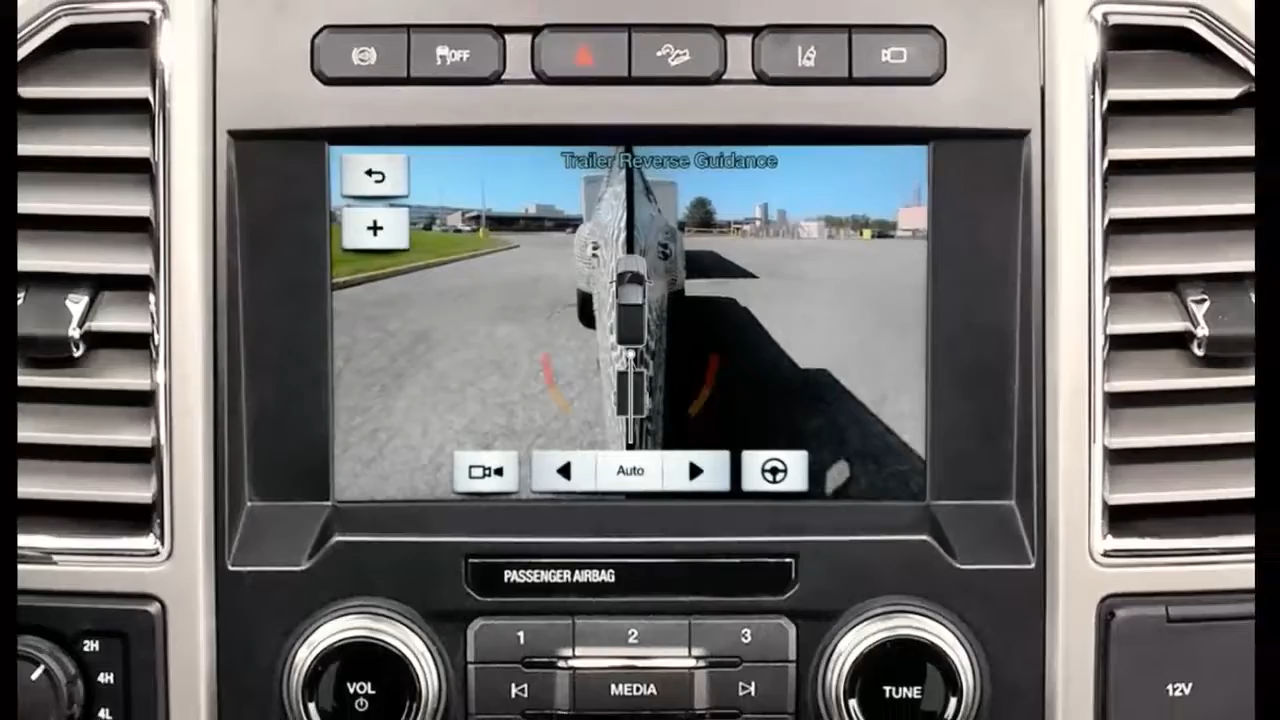 OFF
Trailer Reverse Guidance
Auto
PASSENGER AIRBAG
1 2 3
VOL
MEDIA
TUNE
2H
4H
4L
12V